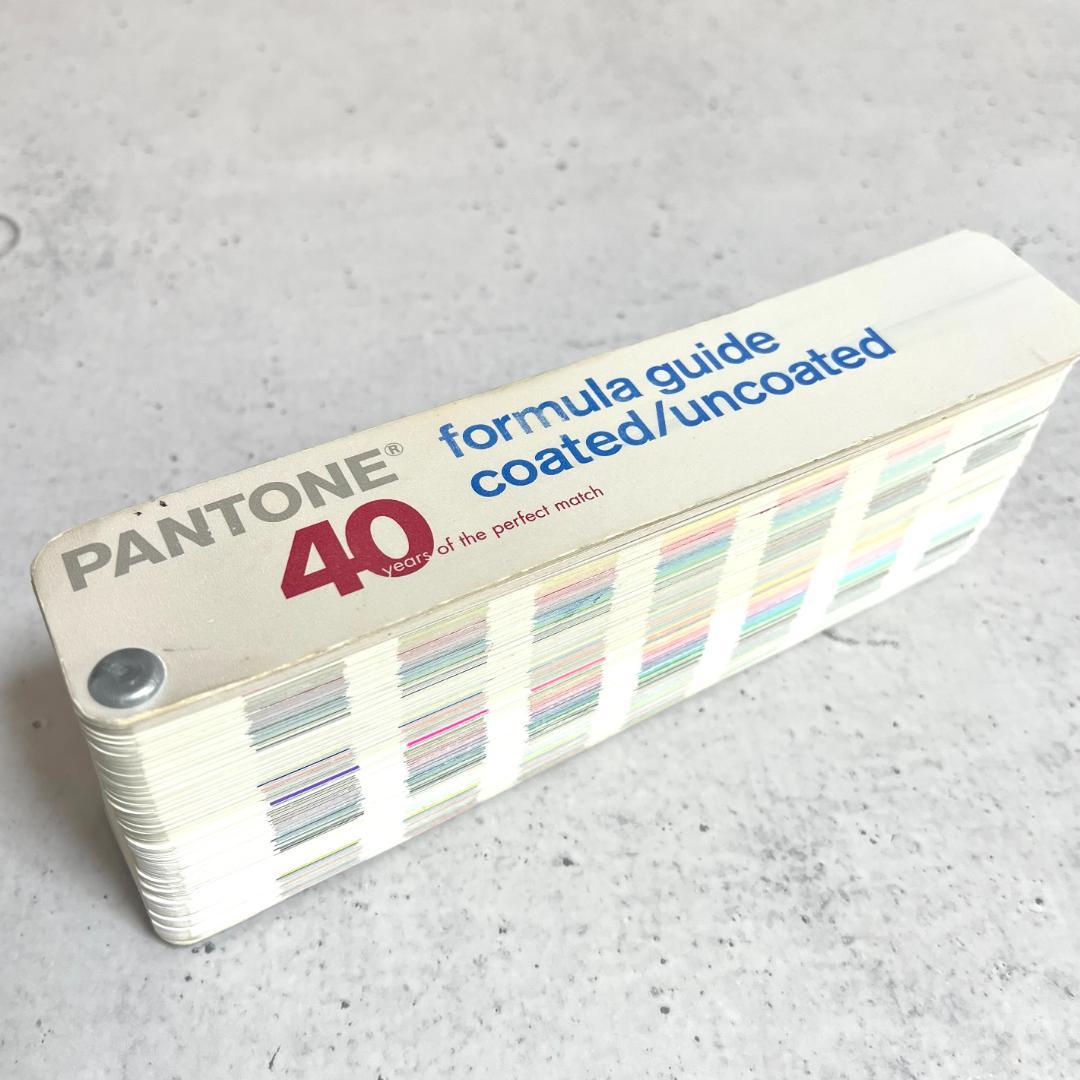 PANTONE®
formula guide
coated/uncoated
40
years of the perfect match